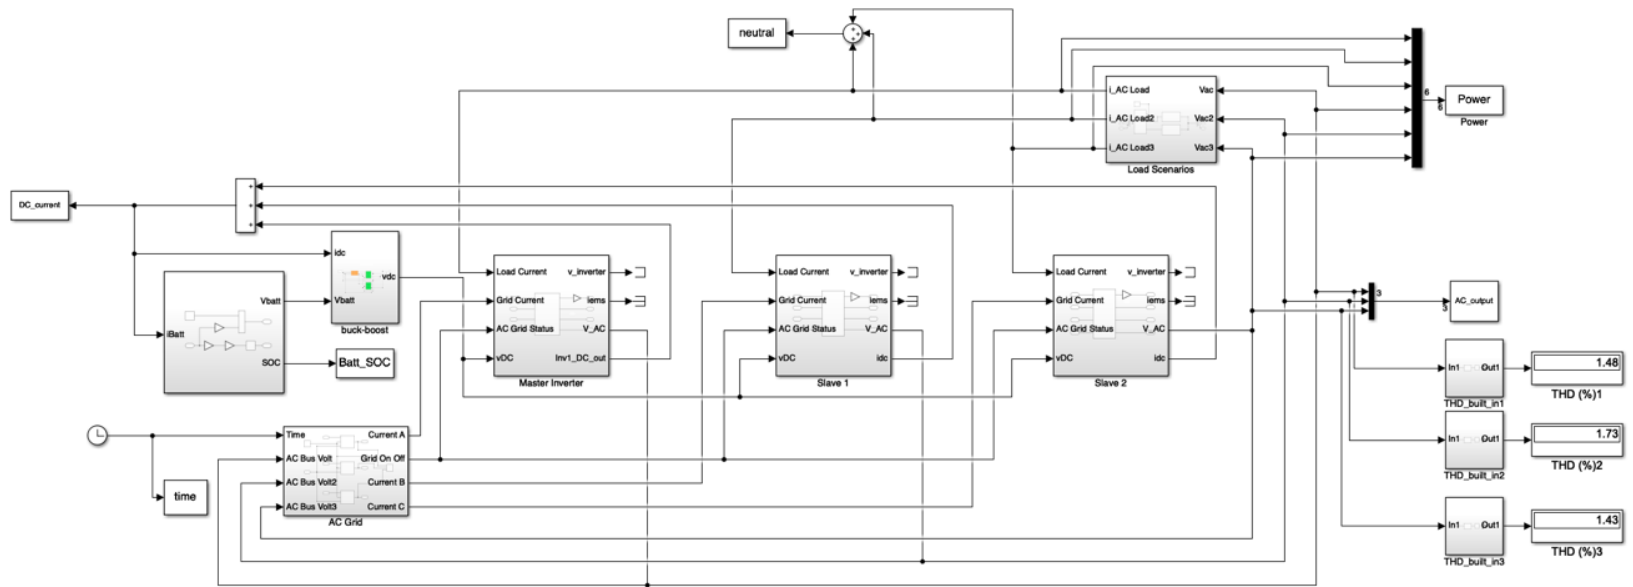 neutral
i_AC Load
Vac
i_AC Load2
Vac2
i_AC Load3
Vac3
Load Scenarios
6
6
Power
Power
DC_current
+
+
+
idc
vdc
Vbatt
buck-boost
iBatt
Vbatt
SOC
Batt_SOC
Load Current
v_inverter
Grid Current
iems
AC Grid Status
V_AC
vDC
Inv1_DC_out
Master Inverter
Load Current
v_inverter
Grid Current
iems
AC Grid Status
V_AC
vDC
idc
Slave 1
Load Current
v_inverter
Grid Current
iems
AC Grid Status
V_AC
vDC
idc
Slave 2
3
3
AC_output
In1
Out1
THD_built_in1
1.48
THD (%)1
In1
Out1
THD_built_in2
1.73
THD (%)2
In1
Out1
THD_built_in3
1.43
THD (%)3
Time
Current A
AC Bus Volt
Grid On Off
AC Bus Volt2
Current B
AC Bus Volt3
Current C
AC Grid
time